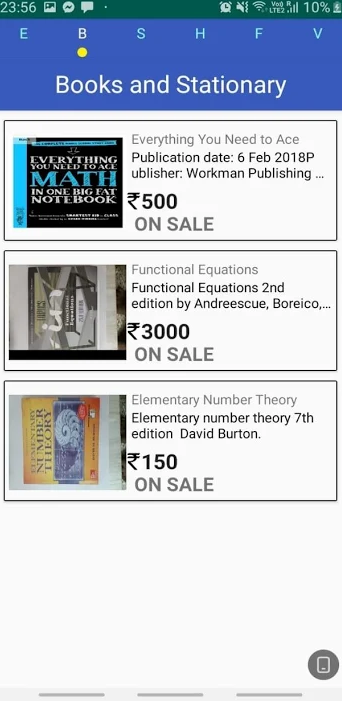 23:56 10%
E B S H F V
Books and Stationary
EVERYTHING
YOU NEED TO ACE
MATH
IN ONE BIG FAT
NOTEBOOK
Everything You Need to Ace
Publication date: 6 Feb 2018P
ublisher: Workman Publishing ...
₹500
ON SALE
Functional Equations
Functional Equations 2nd
edition by Andreescue, Boreico,...
₹3000
ON SALE
ELEMENTARY
NUMBER
THEORY
Elementary Number Theory
Elementary number theory 7th
edition David Burton.
₹150
ON SALE